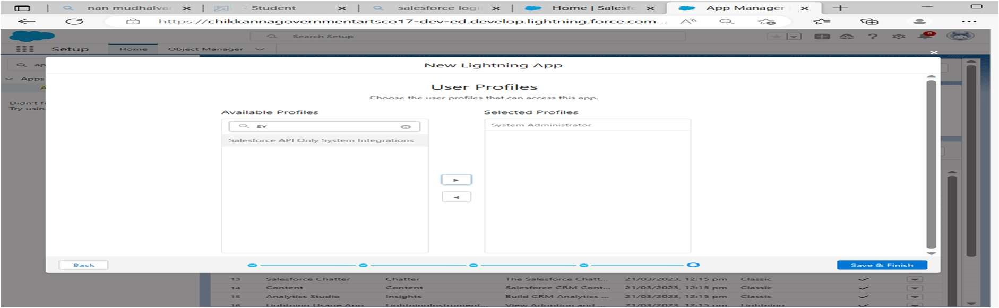 nan mudhalva
- Student
salesforce logi
Home | Salesfc
App Manager
https://chikkannagovernmentartsco17-dev-ed.develop.lightning.force.com...
Search Setup
8
Setup
Home
Object Manager
ap
New Lightning App
Apps
User Profiles
Choose the user profiles that can access this app.
Didn't fi
Try usin
Available Profiles
Selected Profiles
SY
System Administrator
Salesforce API Only System Integrations
Back
Save & Finish
13 Salesforce Chatter Chatter The Salesforce Chatt... 21/03/2023, 12:15 pm Classic
14 Content Content Salesforce CRM Cont... 21/03/2023, 12:15 pm Classic
15 Analytics Studio Insights Build CRM Analytics ... 21/03/2023, 12:15 pm Classic
16 Lightning Usage App LightningInstrument... View Adoption and ... 21/03/2023, 12:15 pm Lightning